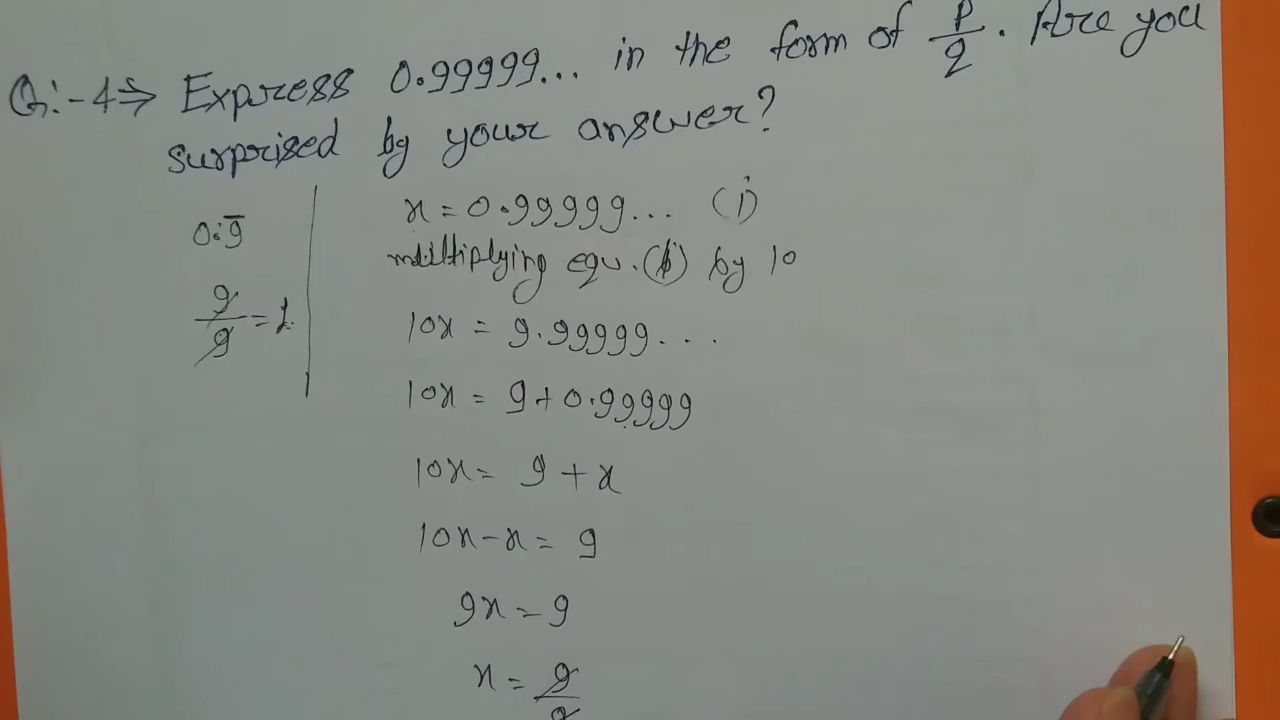 Q:-4⇒ Express 0.99999... in the form of p/q. Are you
surprised by your answer?
0.9̅
9/9 = 1.
x = 0.99999... (i)
multiplying equ. (i) by 10
10x = 9.99999...
10x = 9 + 0.99999
10x = 9 + x
10x - x = 9
9x = 9
x = 9/9